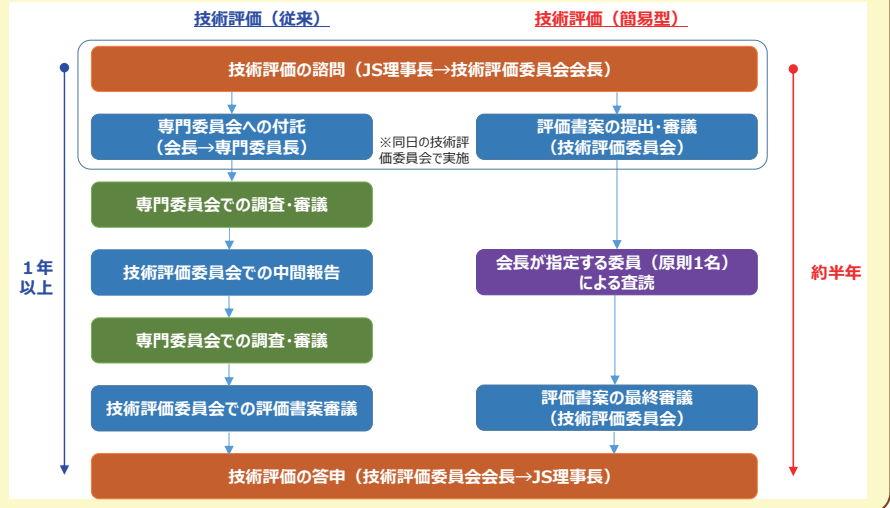 技術評価（従来）
技術評価（簡易型）
技術評価の諮問（JS理事長→技術評価委員会会長）
専門委員会への付託
（会長→専門委員長）
※同日の技術評
価委員会で実施
評価書案の提出・審議
（技術評価委員会）
専門委員会での調査・審議
技術評価委員会での中間報告
会長が指定する委員（原則1名）
による査読
１年
以上
約半年
専門委員会での調査・審議
技術評価委員会での評価書案審議
評価書案の最終審議
（技術評価委員会）
技術評価の答申（技術評価委員会会長→JS理事長）